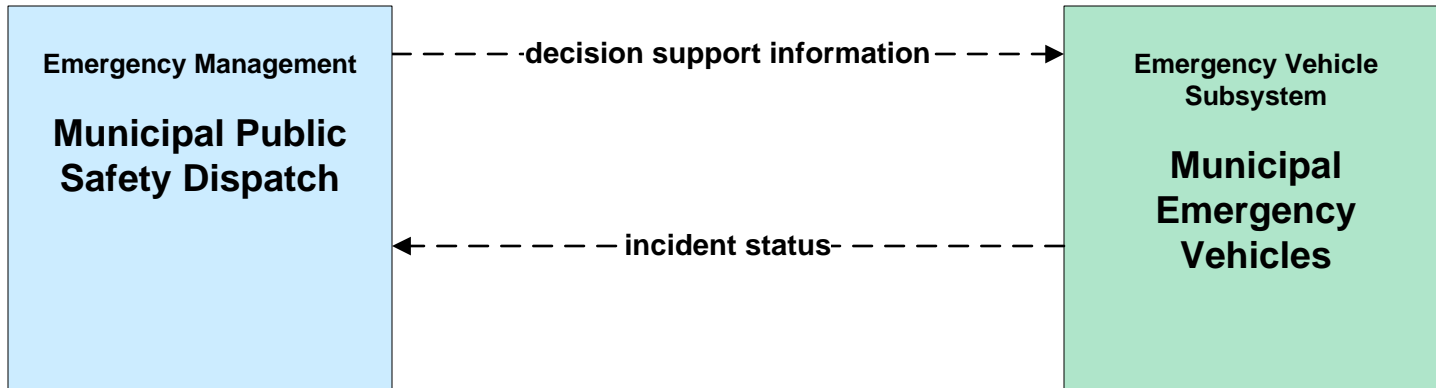 Emergency Management
Municipal Public
Safety Dispatch
decision support information
incident status
Emergency Vehicle
Subsystem
Municipal
Emergency
Vehicles